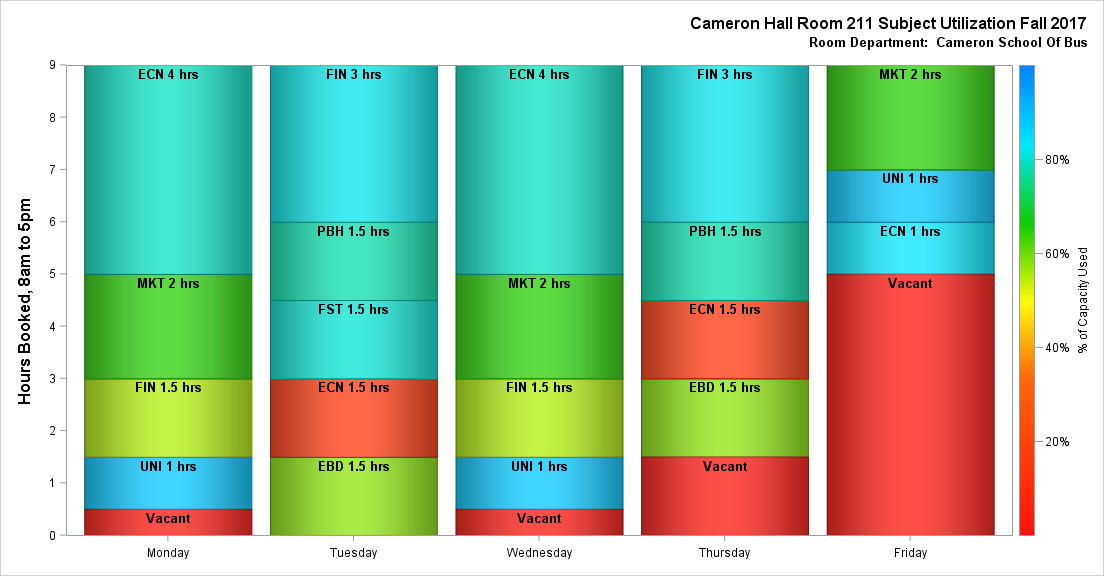 Cameron Hall Room 211 Subject Utilization Fall 2017
Room Department:  Cameron School Of Bus
Hours Booked, 8am to 5pm
9
8
7
6
5
4
3
2
1
0
ECN 4 hrs
MKT 2 hrs
FIN 1.5 hrs
UNI 1 hrs
Vacant
Monday
FIN 3 hrs
PBH 1.5 hrs
FST 1.5 hrs
ECN 1.5 hrs
EBD 1.5 hrs
Tuesday
ECN 4 hrs
MKT 2 hrs
FIN 1.5 hrs
UNI 1 hrs
Vacant
Wednesday
FIN 3 hrs
PBH 1.5 hrs
ECN 1.5 hrs
EBD 1.5 hrs
Vacant
Thursday
MKT 2 hrs
UNI 1 hrs
ECN 1 hrs
Vacant
Friday
80%
60%
40%
20%
% of Capacity Used